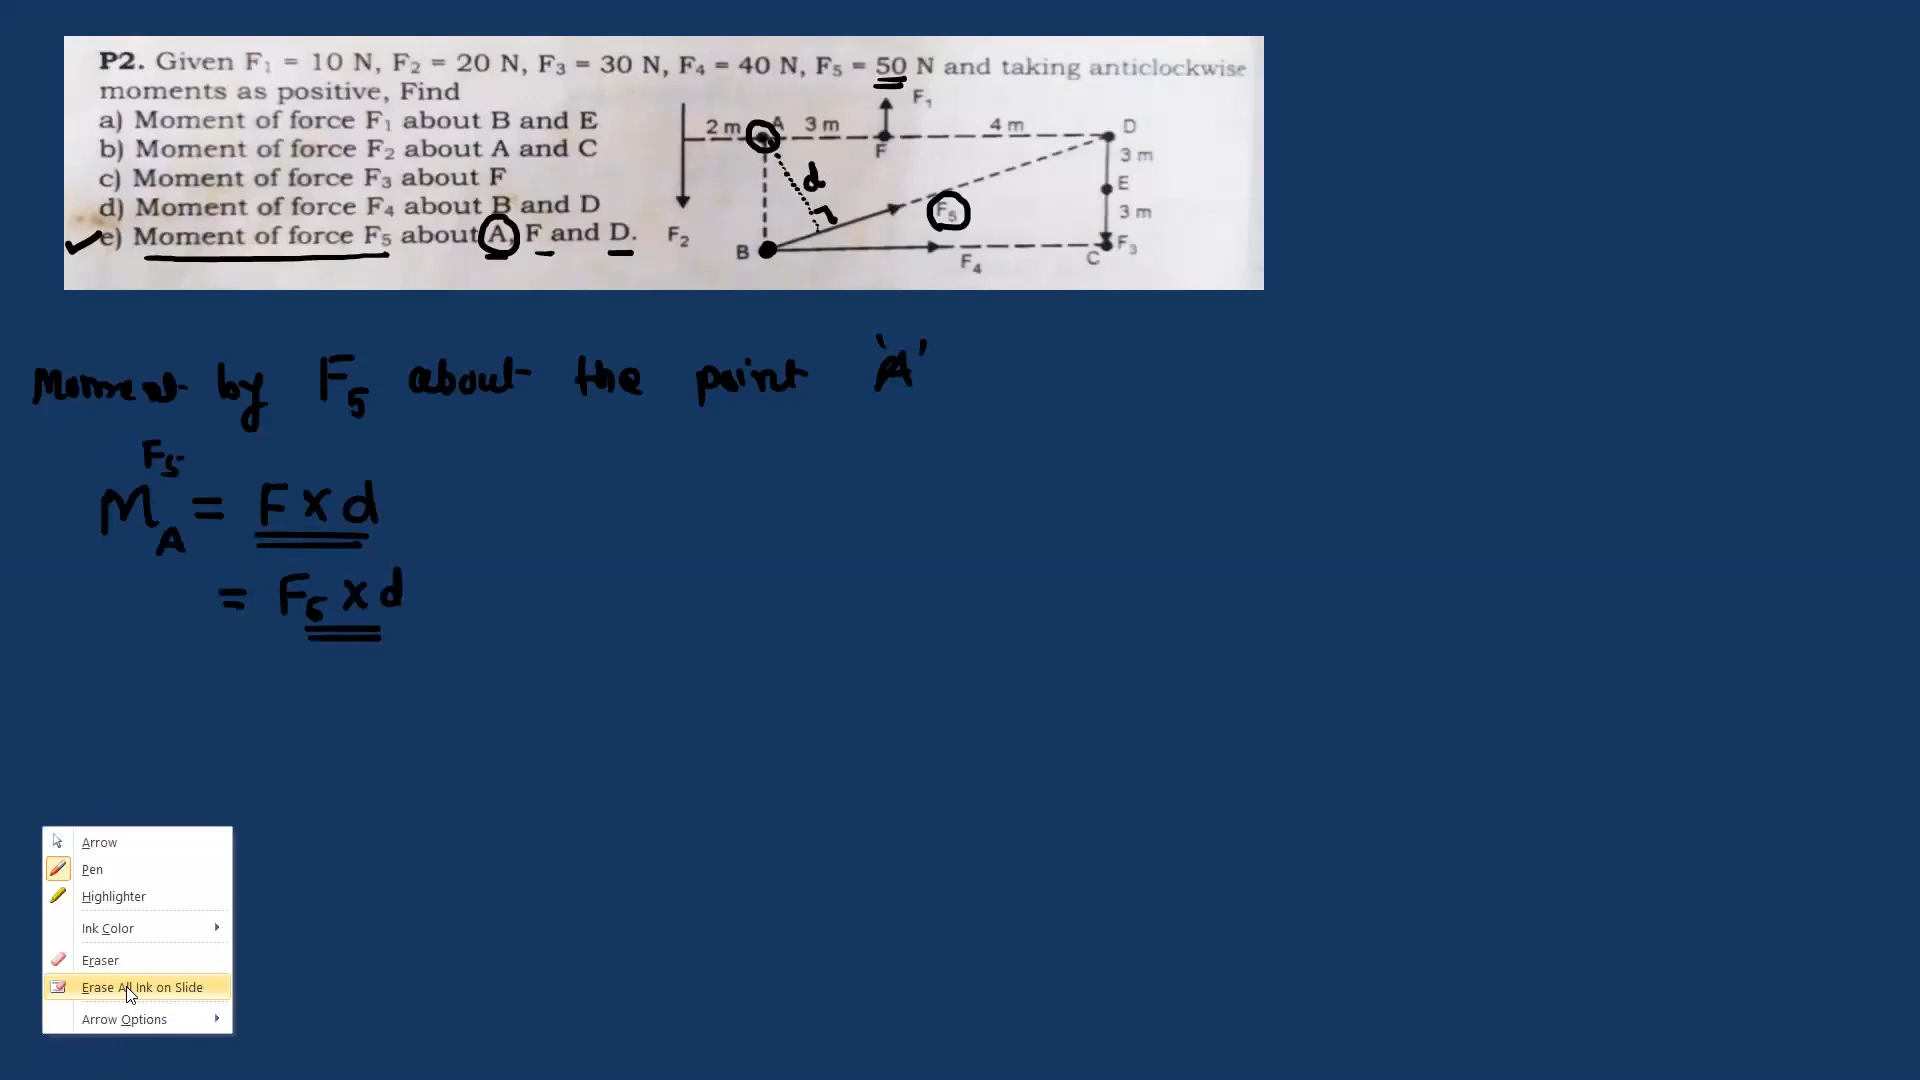 P2. Given F₁ = 10 N, F₂ = 20 N, F₃ = 30 N, F₄ = 40 N, F₅ = 50 N and taking anticlockwise
moments as positive, Find
a) Moment of force F₁ about B and E
b) Moment of force F₂ about A and C
c) Moment of force F₃ about F
d) Moment of force F₄ about B and D
e) Moment of force F₅ about A, F and D.
F₁
2 m A 3 m 4 m D
F
3 m
d
E
F₅ 3 m
F₂
B F₄ C F₃
Moment by F₅ about the point 'A'
F₅
M = F x d
A
= F₅ x d
Arrow
Pen
Highlighter
Ink Color
Eraser
Erase All Ink on Slide
Arrow Options